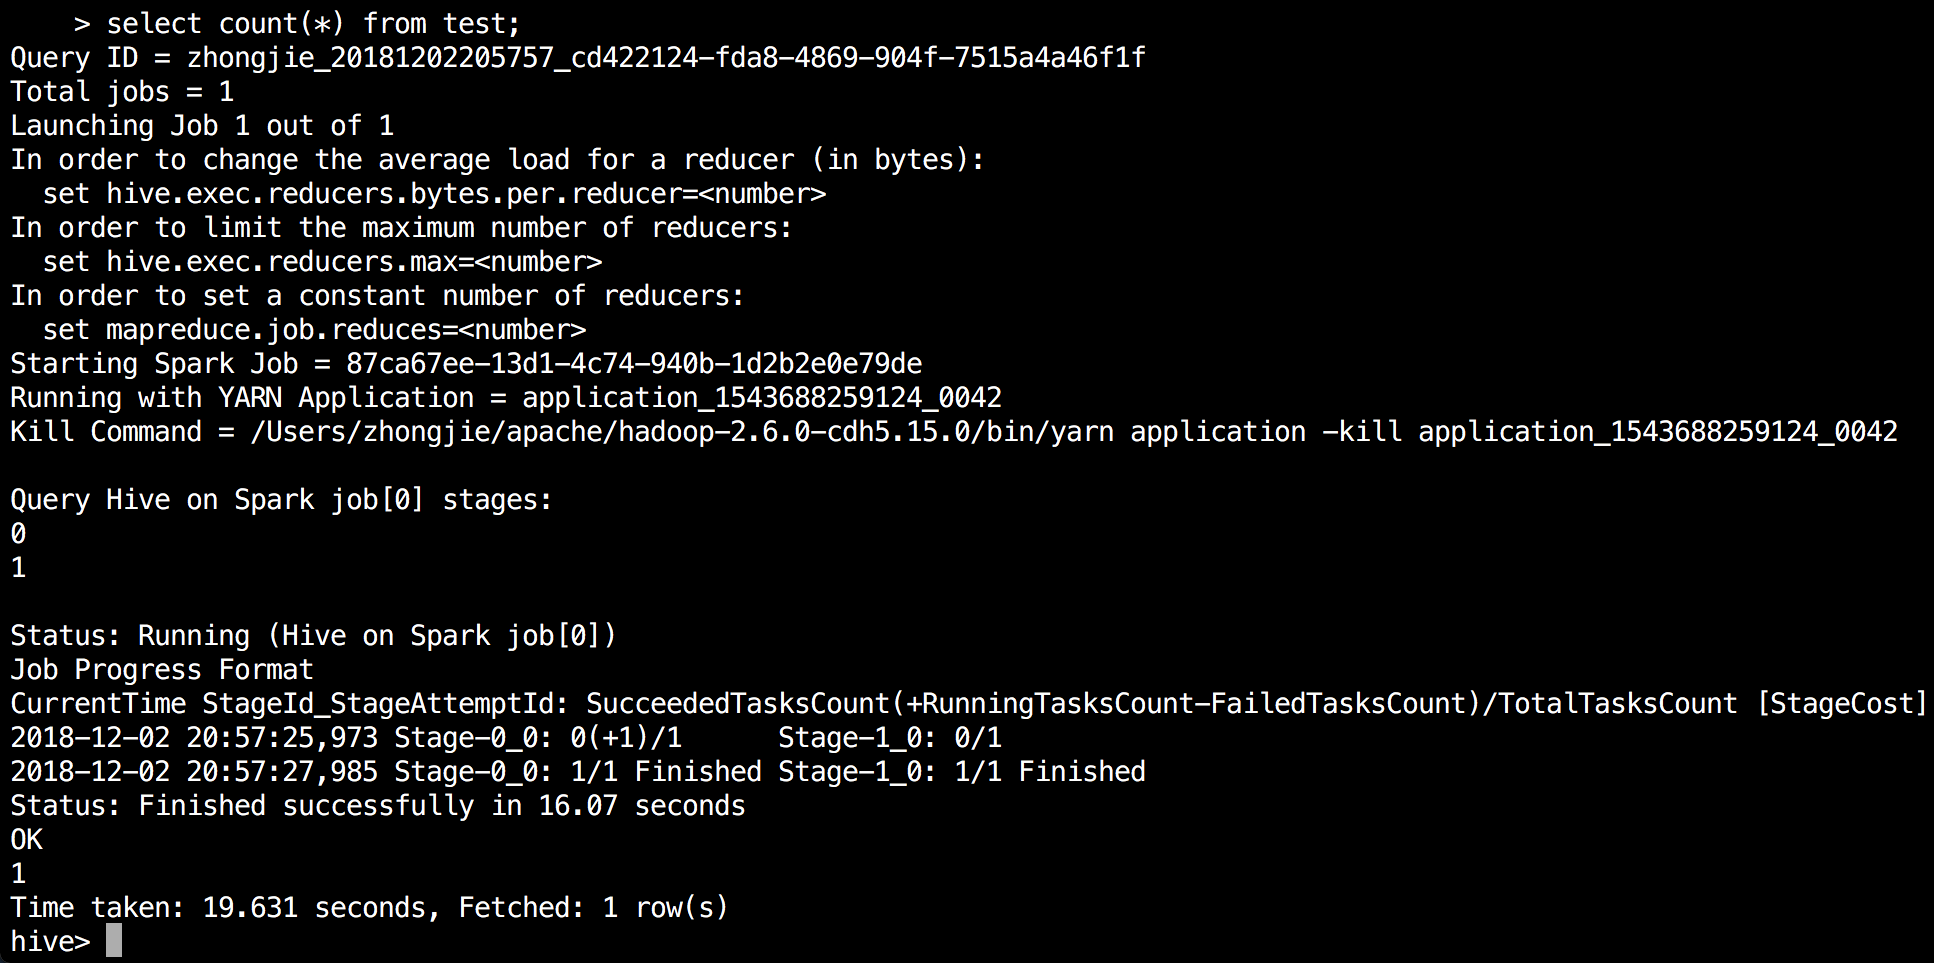 > select count(*) from test;
Query ID = zhongjie_20181202205757_cd422124-fda8-4869-904f-7515a4a46f1f
Total jobs = 1
Launching Job 1 out of 1
In order to change the average load for a reducer (in bytes):
  set hive.exec.reducers.bytes.per.reducer=<number>
In order to limit the maximum number of reducers:
  set hive.exec.reducers.max=<number>
In order to set a constant number of reducers:
  set mapreduce.job.reduces=<number>
Starting Spark Job = 87ca67ee-13d1-4c74-940b-1d2b2e0e79de
Running with YARN Application = application_1543688259124_0042
Kill Command = /Users/zhongjie/apache/hadoop-2.6.0-cdh5.15.0/bin/yarn application -kill application_1543688259124_0042

Query Hive on Spark job[0] stages:
0
1

Status: Running (Hive on Spark job[0])
Job Progress Format
CurrentTime StageId_StageAttemptId: SucceededTasksCount(+RunningTasksCount-FailedTasksCount)/TotalTasksCount [StageCost]
2018-12-02 20:57:25,973 Stage-0_0: 0(+1)/1      Stage-1_0: 0/1
2018-12-02 20:57:27,985 Stage-0_0: 1/1 Finished Stage-1_0: 1/1 Finished
Status: Finished successfully in 16.07 seconds
OK
1
Time taken: 19.631 seconds, Fetched: 1 row(s)
hive>